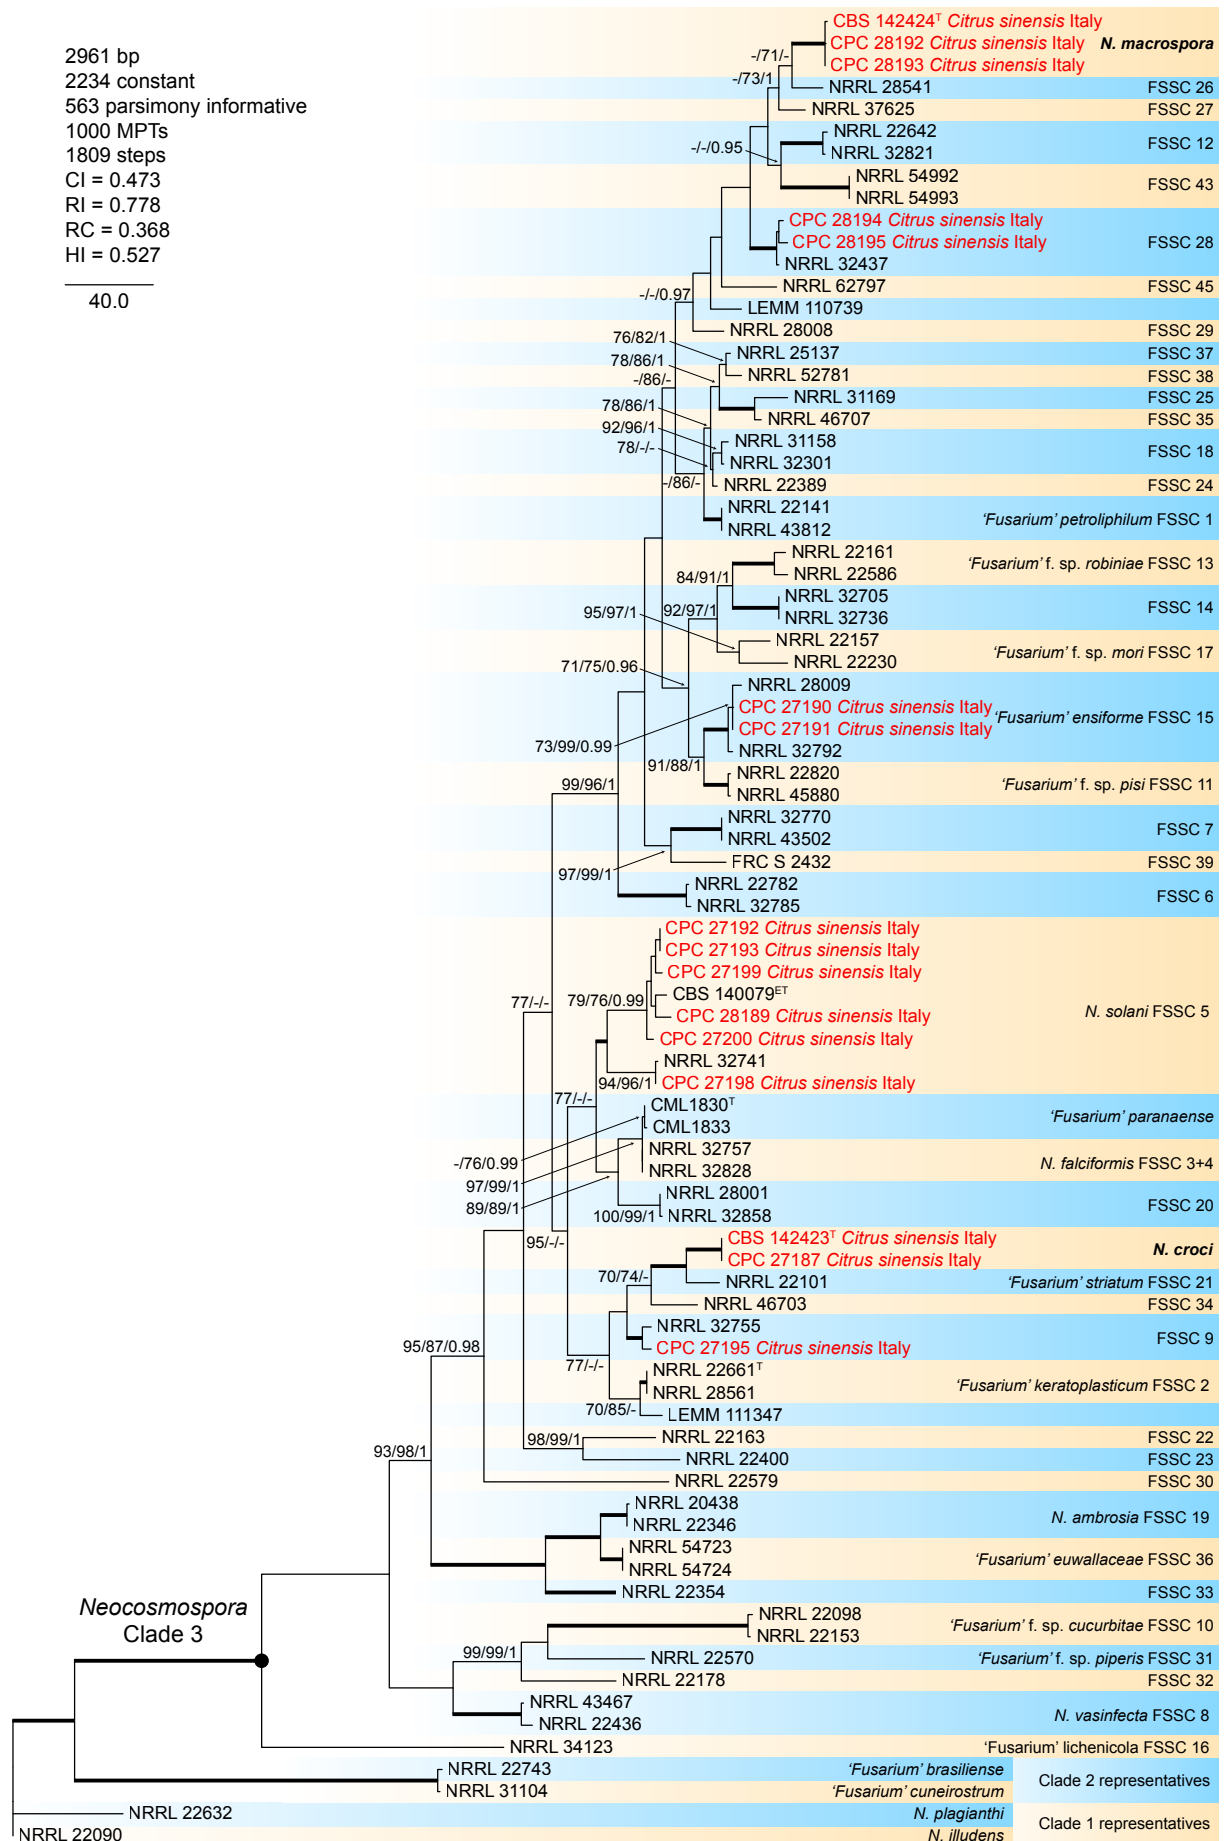 2961 bp
2234 constant
563 parsimony informative
1000 MPTs
1809 steps
CI = 0.473
RI = 0.778
RC = 0.368
HI = 0.527
40.0
CBS 142424ᵀ Citrus sinensis Italy
CPC 28192 Citrus sinensis Italy N. macrospora
CPC 28193 Citrus sinensis Italy
-/71/-
-/73/1
NRRL 28541 FSSC 26
NRRL 37625 FSSC 27
NRRL 22642
FSSC 12
-/-/0.95
NRRL 32821
NRRL 54992
FSSC 43
NRRL 54993
CPC 28194 Citrus sinensis Italy
CPC 28195 Citrus sinensis Italy FSSC 28
NRRL 32437
NRRL 62797 FSSC 45
-/-/0.97
LEMM 110739
NRRL 28008 FSSC 29
76/82/1
NRRL 25137 FSSC 37
78/86/1
NRRL 52781 FSSC 38
-/86/-
NRRL 31169 FSSC 25
78/86/1
NRRL 46707 FSSC 35
92/96/1
NRRL 31158
78/-/-
FSSC 18
NRRL 32301
-/86/-
NRRL 22389 FSSC 24
NRRL 22141
'Fusarium' petroliphilum FSSC 1
NRRL 43812
NRRL 22161
'Fusarium' f. sp. robiniae FSSC 13
84/91/1
NRRL 22586
NRRL 32705
95/97/1
92/97/1
FSSC 14
NRRL 32736
NRRL 22157
'Fusarium' f. sp. mori FSSC 17
71/75/0.96
NRRL 22230
NRRL 28009
CPC 27190 Citrus sinensis Italy
'Fusarium' ensiforme FSSC 15
CPC 27191 Citrus sinensis Italy
73/99/0.99
NRRL 32792
91/88/1
NRRL 22820
'Fusarium' f. sp. pisi FSSC 11
99/96/1
NRRL 45880
NRRL 32770
FSSC 7
NRRL 43502
97/99/1
FRC S 2432 FSSC 39
NRRL 22782
FSSC 6
NRRL 32785
CPC 27192 Citrus sinensis Italy
CPC 27193 Citrus sinensis Italy
CPC 27199 Citrus sinensis Italy
77/-/-
79/76/0.99
CBS 140079ᴱᵀ
N. solani FSSC 5
CPC 28189 Citrus sinensis Italy
CPC 27200 Citrus sinensis Italy
NRRL 32741
94/96/1
CPC 27198 Citrus sinensis Italy
77/-/-
CML1830ᵀ
'Fusarium' paranaense
CML1833
-/76/0.99
NRRL 32757
N. falciformis FSSC 3+4
97/99/1
NRRL 32828
89/89/1
NRRL 28001
FSSC 20
100/99/1
NRRL 32858
95/-/-
CBS 142423ᵀ Citrus sinensis Italy
N. croci
CPC 27187 Citrus sinensis Italy
70/74/-
NRRL 22101 'Fusarium' striatum FSSC 21
NRRL 46703 FSSC 34
NRRL 32755
FSSC 9
95/87/0.98
CPC 27195 Citrus sinensis Italy
77/-/-
NRRL 22661ᵀ
'Fusarium' keratoplasticum FSSC 2
NRRL 28561
70/85/-
LEMM 111347
NRRL 22163 FSSC 22
93/98/1
98/99/1
NRRL 22400 FSSC 23
NRRL 22579 FSSC 30
NRRL 20438
N. ambrosia FSSC 19
NRRL 22346
NRRL 54723
'Fusarium' euwallaceae FSSC 36
NRRL 54724
NRRL 22354 FSSC 33
Neocosmospora
Clade 3
NRRL 22098
'Fusarium' f. sp. cucurbitae FSSC 10
NRRL 22153
99/99/1
NRRL 22570 'Fusarium' f. sp. piperis FSSC 31
NRRL 22178 FSSC 32
NRRL 43467
N. vasinfecta FSSC 8
NRRL 22436
NRRL 34123 'Fusarium' lichenicola FSSC 16
NRRL 22743 'Fusarium' brasiliense
Clade 2 representatives
NRRL 31104 'Fusarium' cuneirostrum
NRRL 22632 N. plagianthi
Clade 1 representatives
NRRL 22090 N. illudens